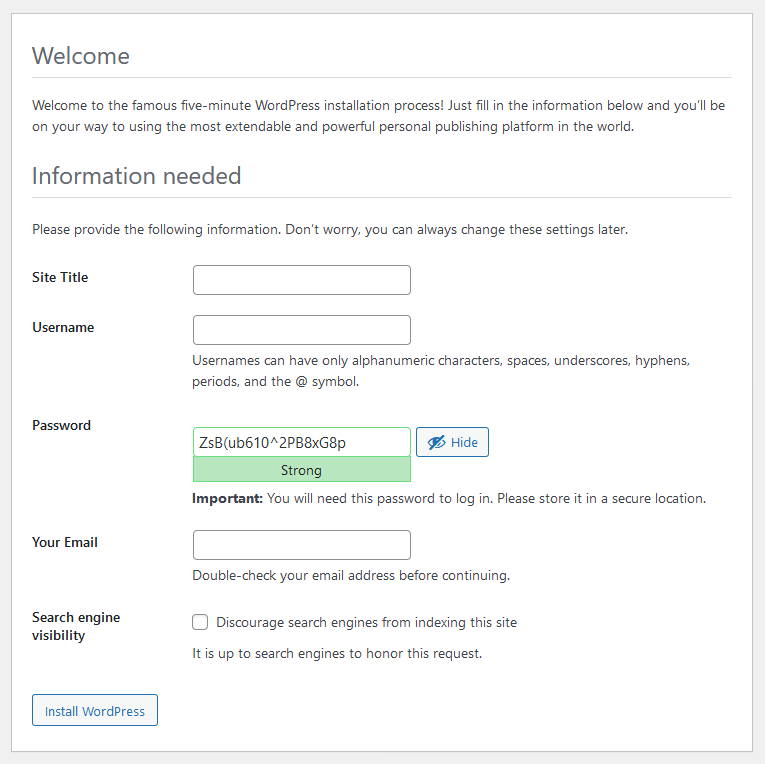 Welcome
Welcome to the famous five-minute WordPress installation process! Just fill in the information below and you’ll be
on your way to using the most extendable and powerful personal publishing platform in the world.
Information needed
Please provide the following information. Don’t worry, you can always change these settings later.
Site Title
Username
Usernames can have only alphanumeric characters, spaces, underscores, hyphens,
periods, and the @ symbol.
Password
ZsB(ub610^2PB8xG8p
Hide
Strong
Important: You will need this password to log in. Please store it in a secure location.
Your Email
Double-check your email address before continuing.
Search engine
visibility
Discourage search engines from indexing this site
It is up to search engines to honor this request.
Install WordPress